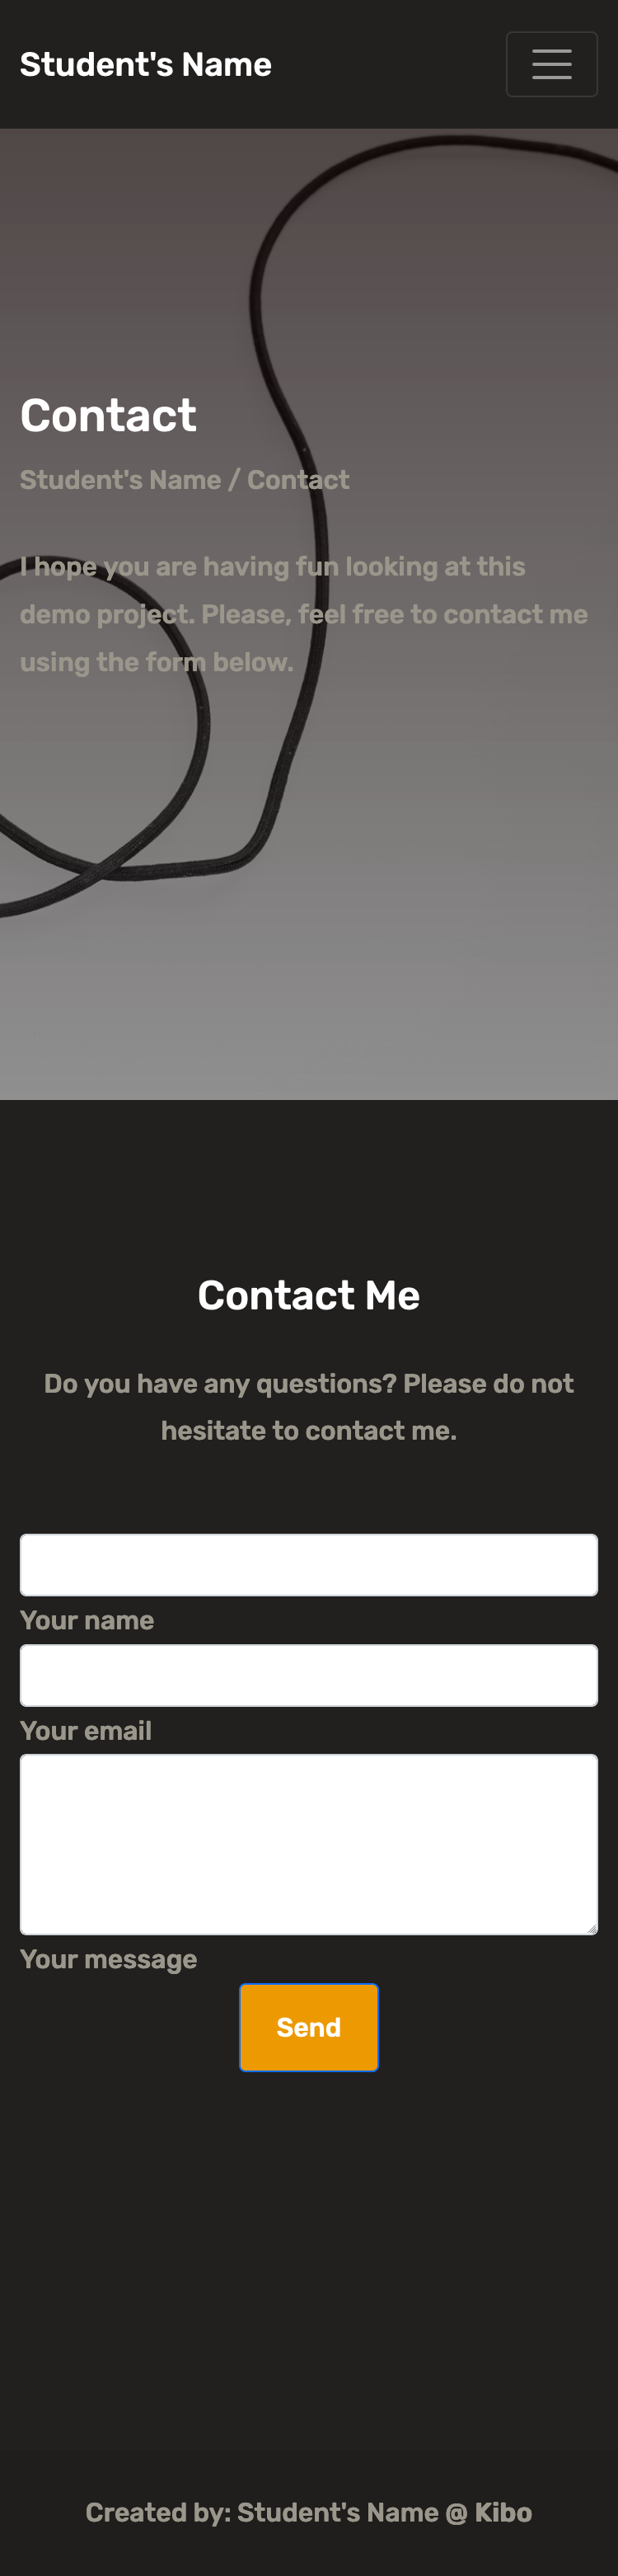 Student's Name
Contact
Student's Name / Contact
I hope you are having fun looking at this
demo project. Please, feel free to contact me
using the form below.
Contact Me
Do you have any questions? Please do not
hesitate to contact me.
Your name
Your email
Your message
Send
Created by: Student's Name @ Kibo